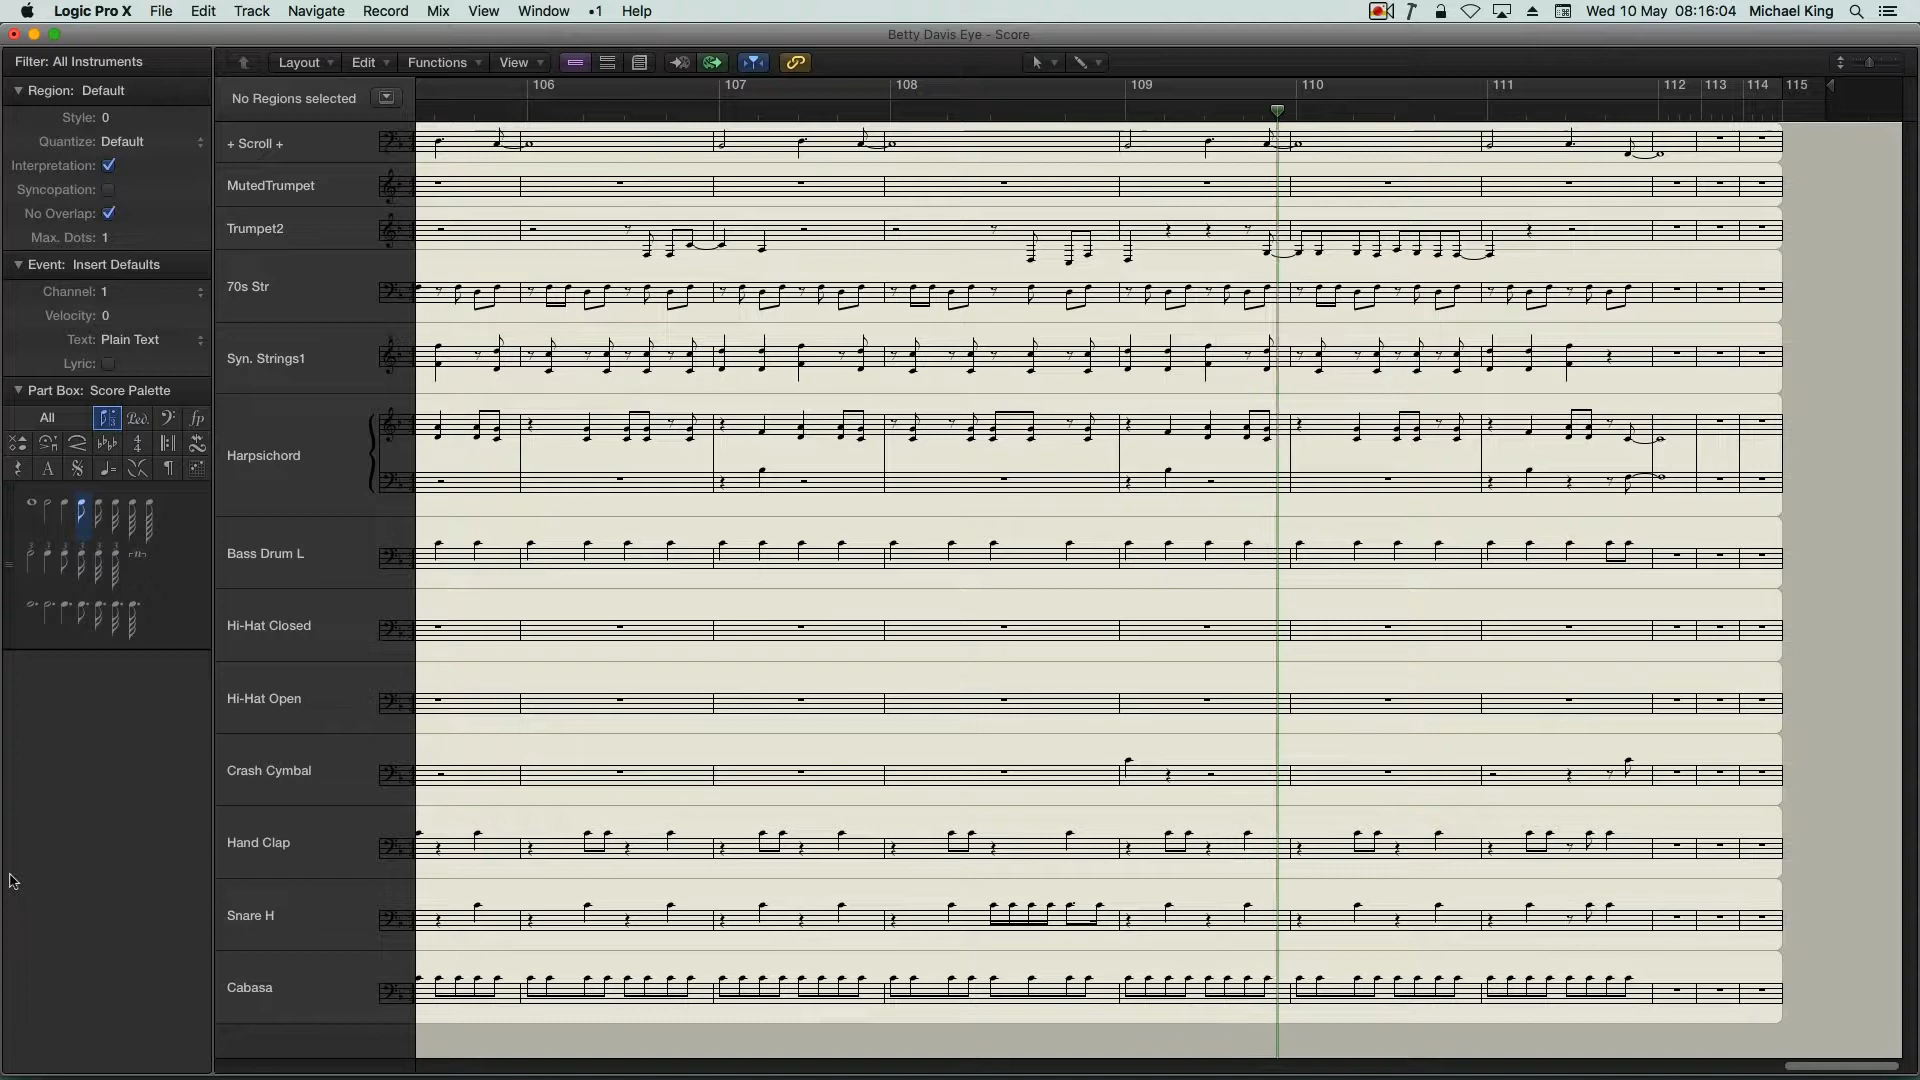 Logic Pro X File Edit Track Navigate Record Mix View Window •1 Help Wed 10 May 08:16:04 Michael King
Betty Davis Eye - Score
Filter: All Instruments
Layout Edit Functions View
Region: Default
No Regions selected
106 107 108 109 110 111 112 113 114 115
Style: 0
Quantize: Default
Interpretation:
Syncopation:
No Overlap:
Max. Dots: 1
Event: Insert Defaults
Channel: 1
Velocity: 0
Text: Plain Text
Lyric:
Part Box: Score Palette
All
Ped.
fp
4
4
A
+ Scroll +
MutedTrumpet
Trumpet2
70s Str
Syn. Strings1
Harpsichord
Bass Drum L
Hi-Hat Closed
Hi-Hat Open
Crash Cymbal
Hand Clap
Snare H
Cabasa